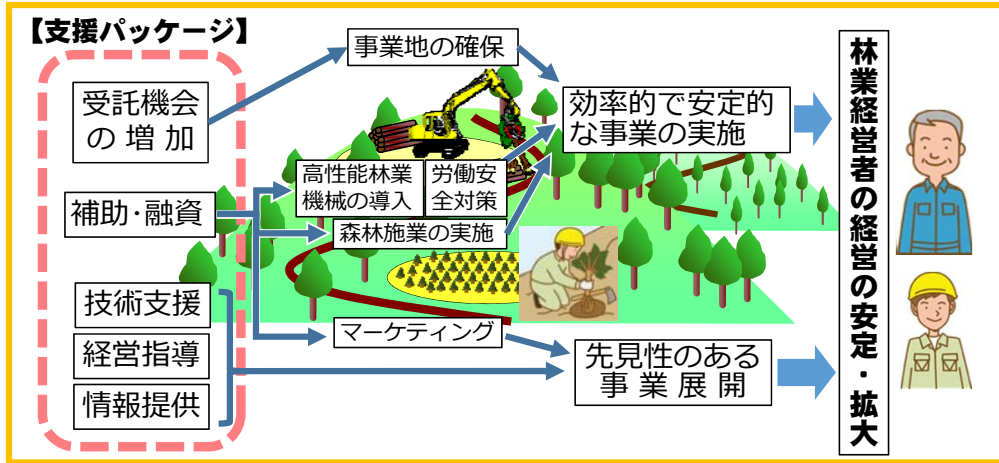 【支援パッケージ】
受託機会
の増加
補助・融資
技術支援
経営指導
情報提供
事業地の確保
高性能林業
機械の導入
労働安
全対策
森林施業の実施
マーケティング
効率的で安定的
な事業の実施
先見性のある
事業展開
林業経営者の経営の安定・拡大